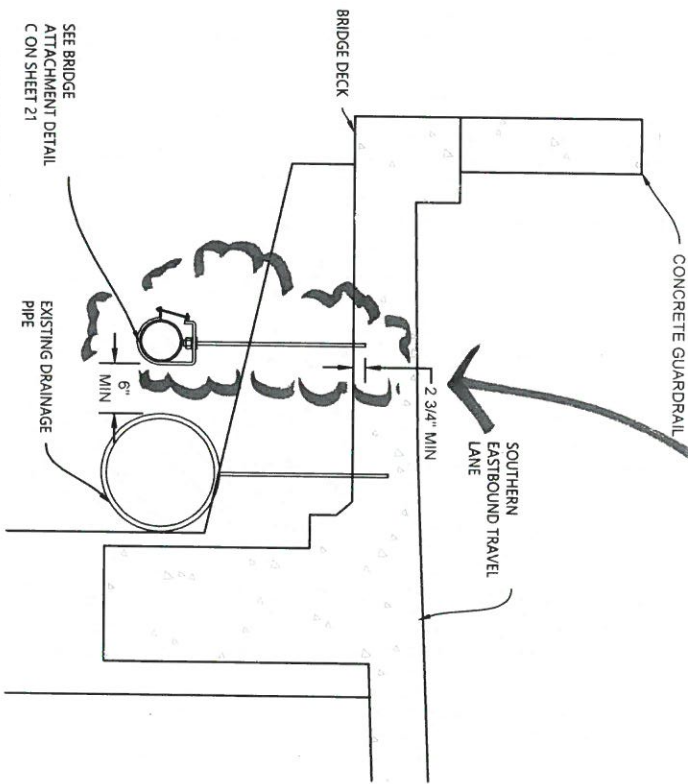 CONCRETE GUARDRAIL
BRIDGE DECK
2 3/4" MIN
SOUTHERN
EASTBOUND TRAVEL
LANE
SEE BRIDGE
ATTACHMENT DETAIL
C ON SHEET 21
6"
MIN
EXISTING DRAINAGE
PIPE